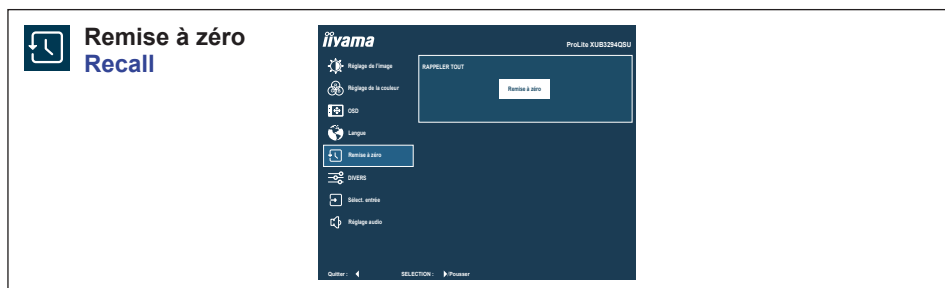 Remise à zéro
Recall
iiyama
ProLite XUB3294QSU
Réglage de l'image
Réglage de la couleur
OSD
Langue
Remise à zéro
DIVERS
Sélect. entrée
Réglage audio
RAPPELER TOUT
Remise à zéro
Quitter :
SELECTION : /Pousser